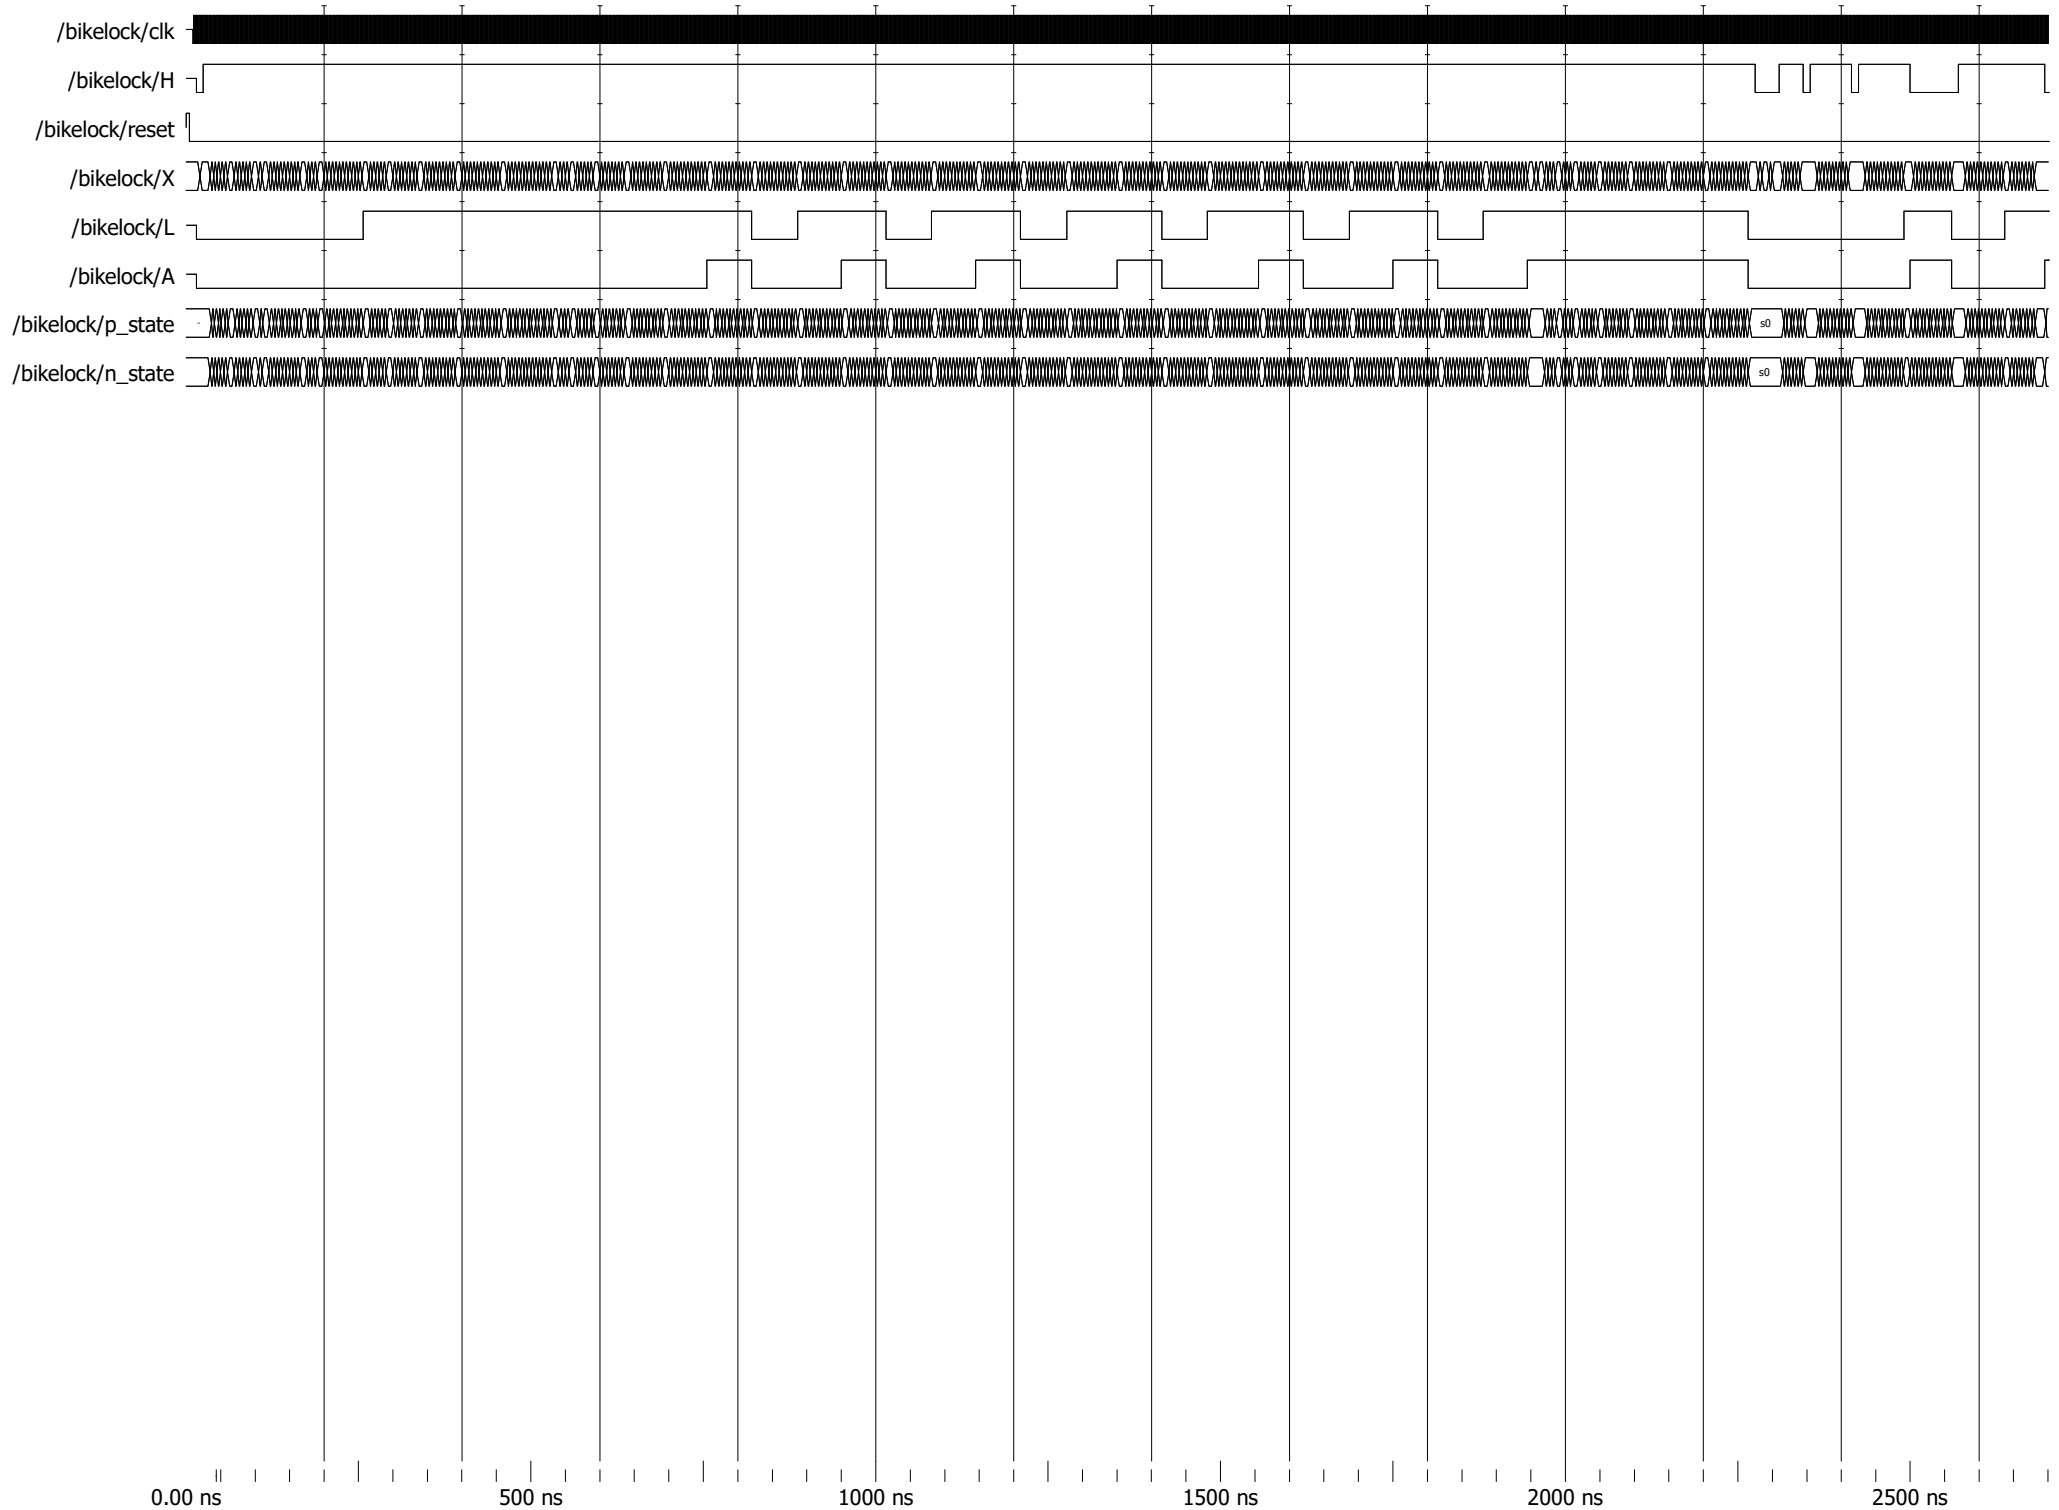 /bikelock/clk
/bikelock/H
/bikelock/reset
/bikelock/X
/bikelock/L
/bikelock/A
/bikelock/p_state s0
/bikelock/n_state s0
0.00 ns 500 ns 1000 ns 1500 ns 2000 ns 2500 ns